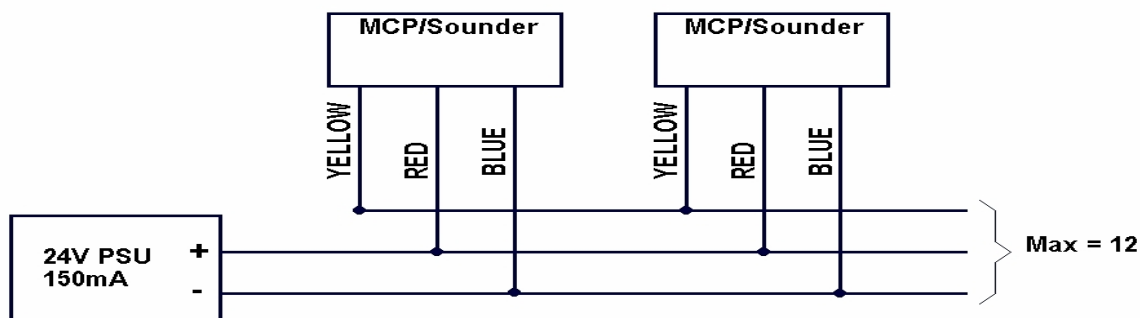 MCP/Sounder
MCP/Sounder
YELLOW
RED
BLUE
YELLOW
RED
BLUE
24V PSU
150mA
+
-
Max = 12